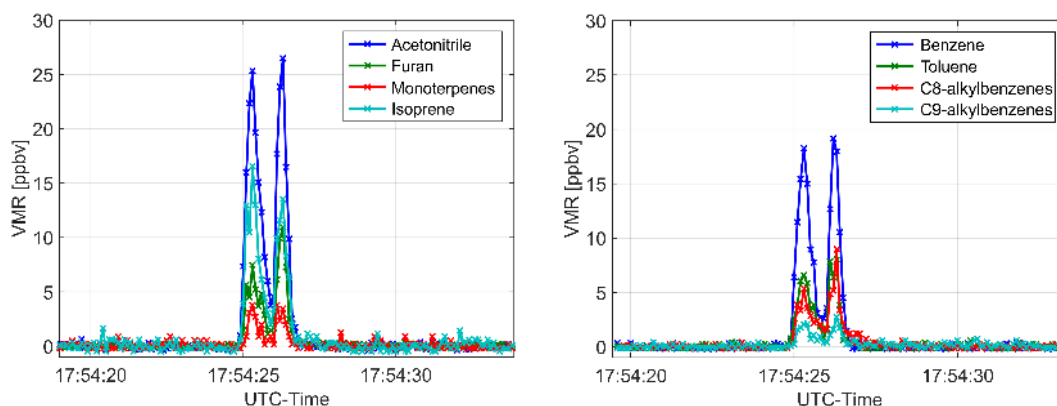 30
25
20
15
10
5
0
VMR [ppbv]
Acetonitrile
Furan
Monoterpenes
Isoprene
17:54:20
17:54:25
17:54:30
UTC-Time
30
25
20
15
10
5
0
VMR [ppbv]
Benzene
Toluene
C8-alkylbenzenes
C9-alkylbenzenes
17:54:20
17:54:25
17:54:30
UTC-Time